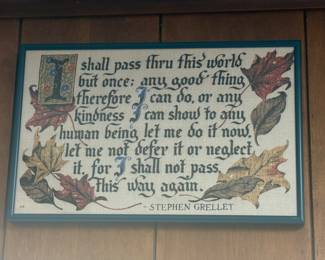 I shall pass thru this world
but once: any good thing
therefore I can do, or any
kindness I can show to any
human being let me do it now,
let me not defer it or neglect
it, for I shall not pass
this way again.
- STEPHEN GRELLET